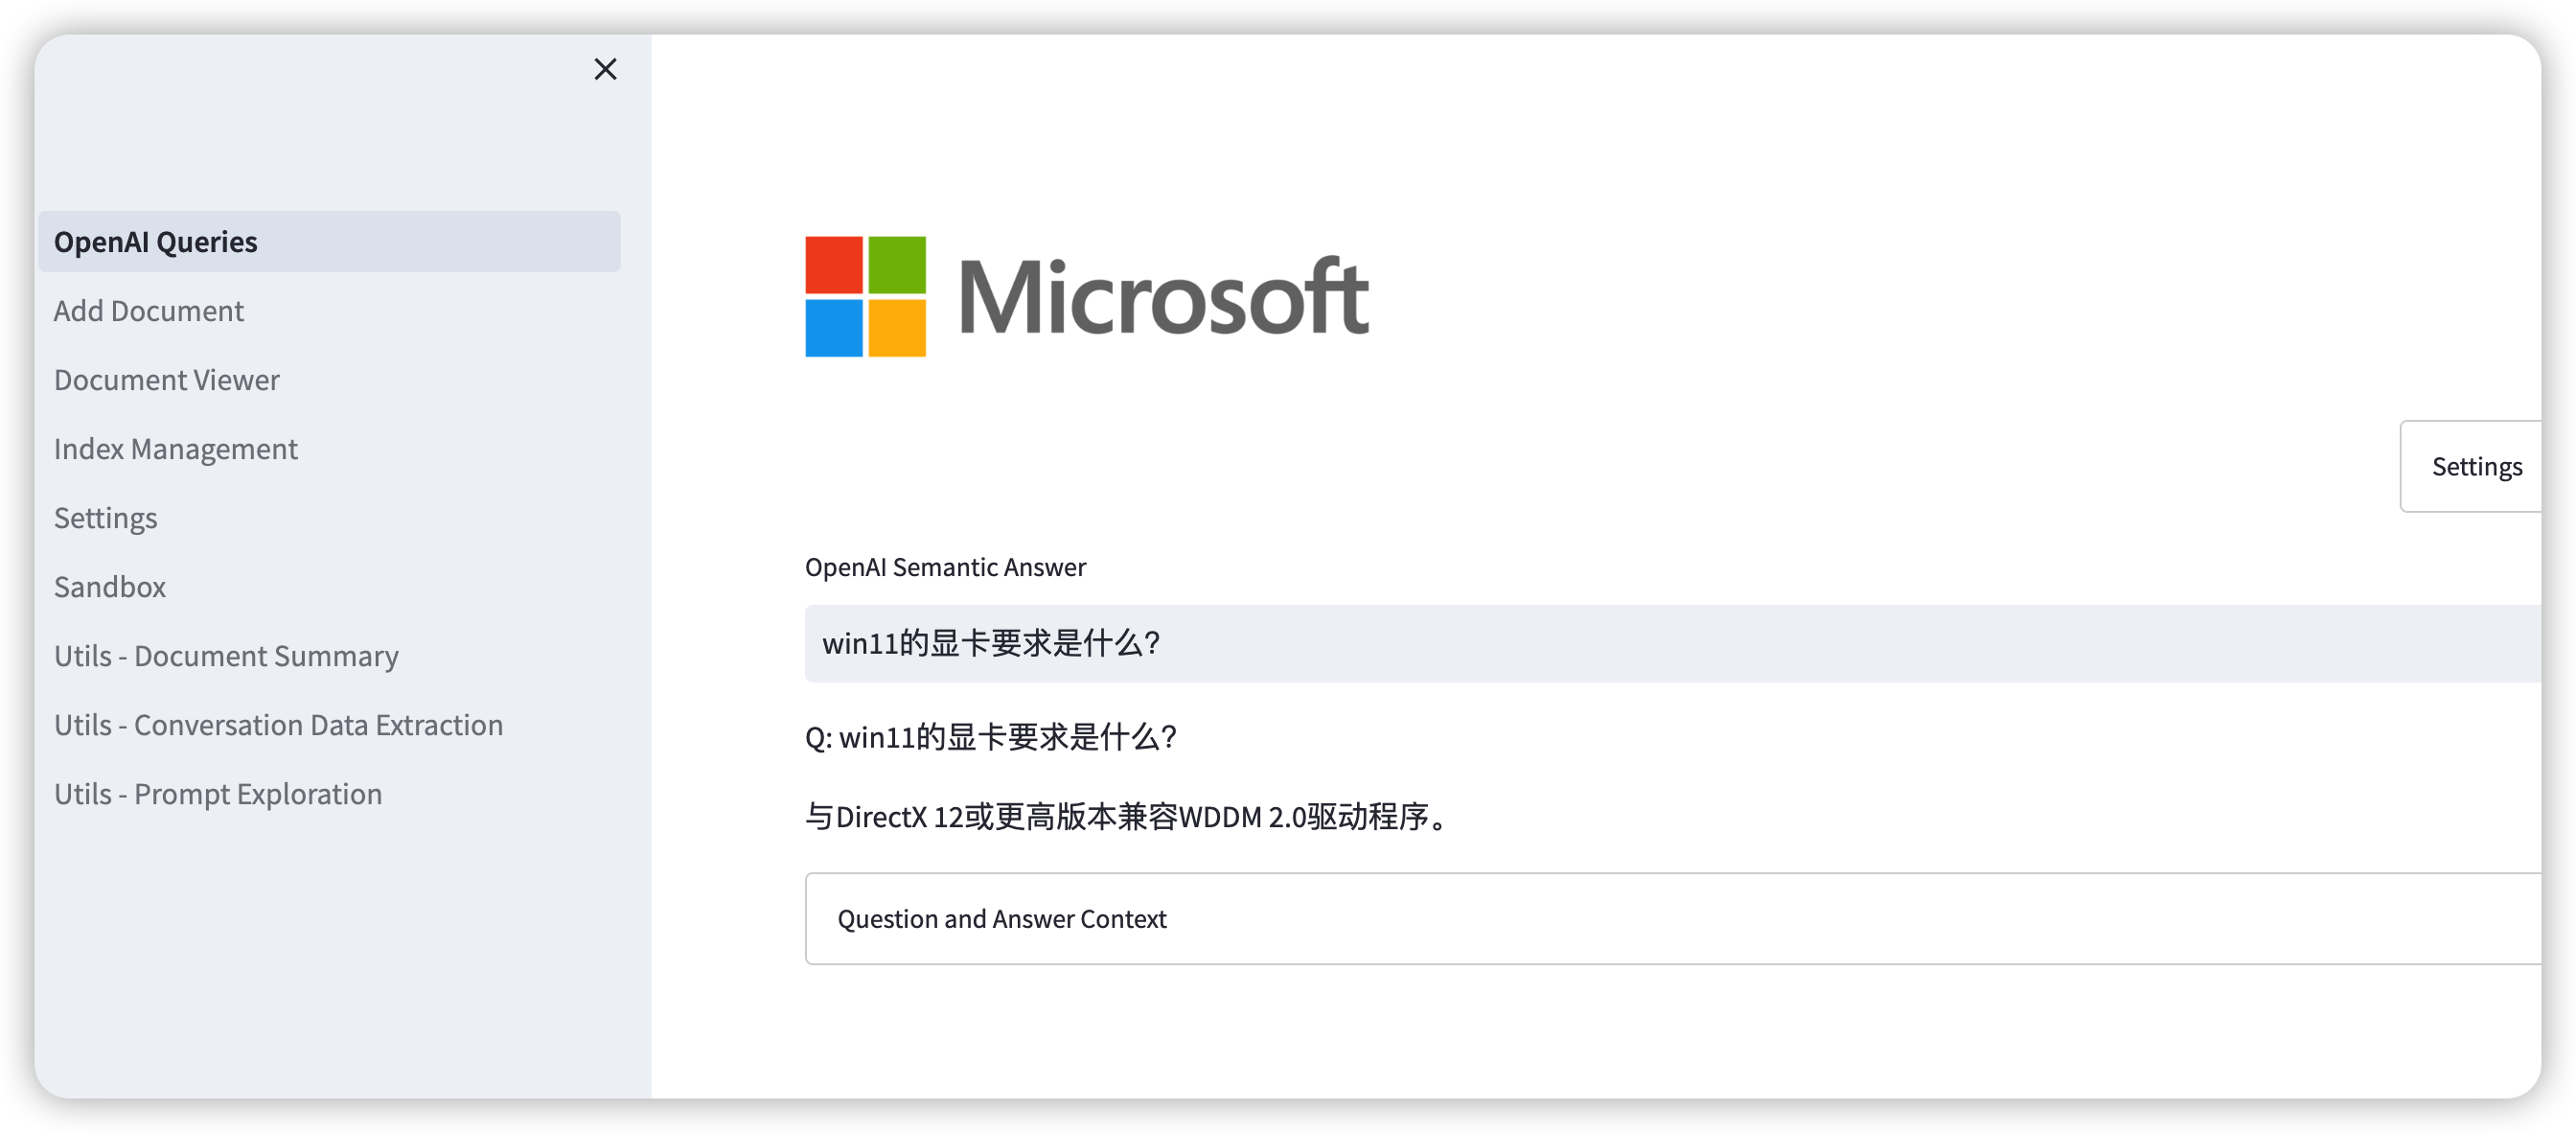 OpenAI Queries
Add Document
Document Viewer
Index Management
Settings
Sandbox
Utils - Document Summary
Utils - Conversation Data Extraction
Utils - Prompt Exploration
Microsoft
Settings
OpenAI Semantic Answer
win11的显卡要求是什么?
Q: win11的显卡要求是什么?
与DirectX 12或更高版本兼容WDDM 2.0驱动程序。
Question and Answer Context